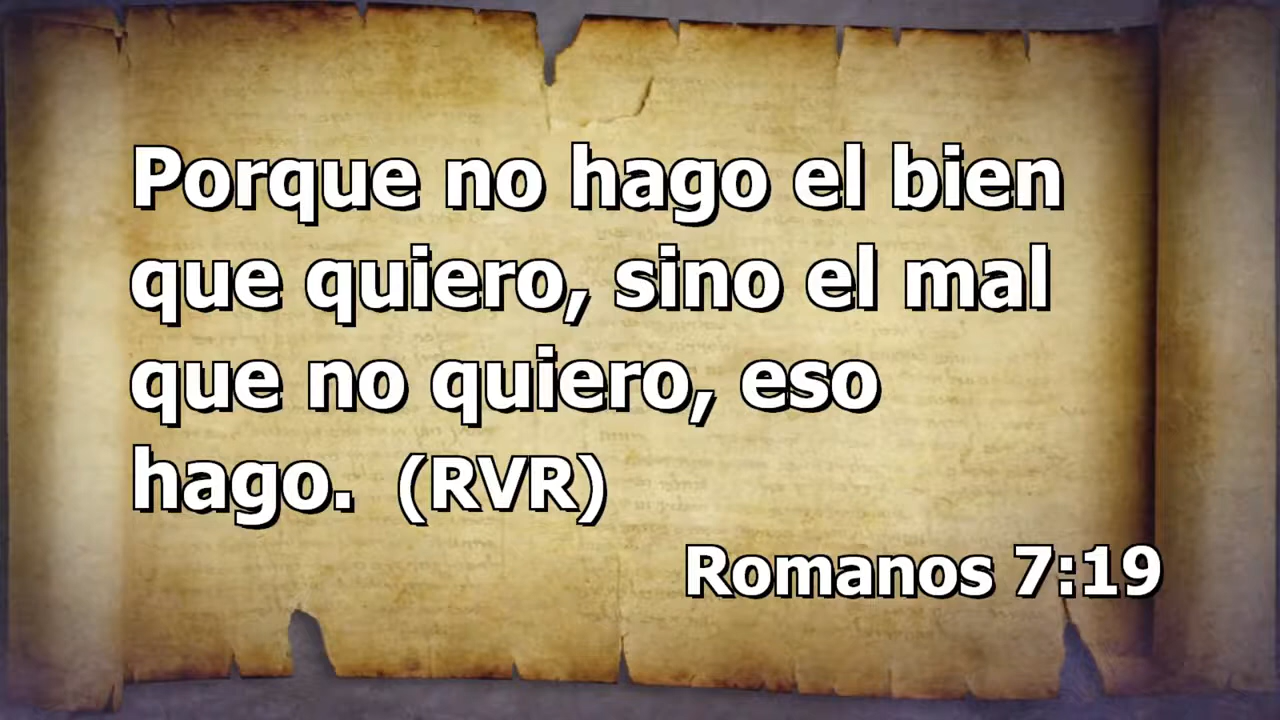 Porque no hago el bien
que quiero, sino el mal
que no quiero, eso
hago. (RVR)
Romanos 7:19